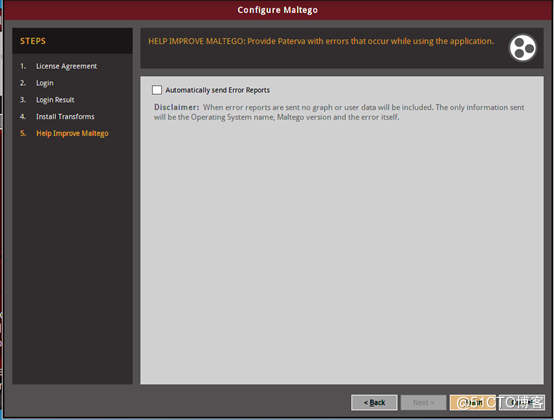 Configure Maltego
STEPS
1. License Agreement
2. Login
3. Login Result
4. Install Transforms
5. Help Improve Maltego
HELP IMPROVE MALTEGO: Provide Paterva with errors that occur while using the application.
Automatically send Error Reports
Disclaimer: When error reports are sent no graph or user data will be included. The only information sent
will be the Operating System name, Maltego version and the error itself.
< Back
Next >
@51CTO博客